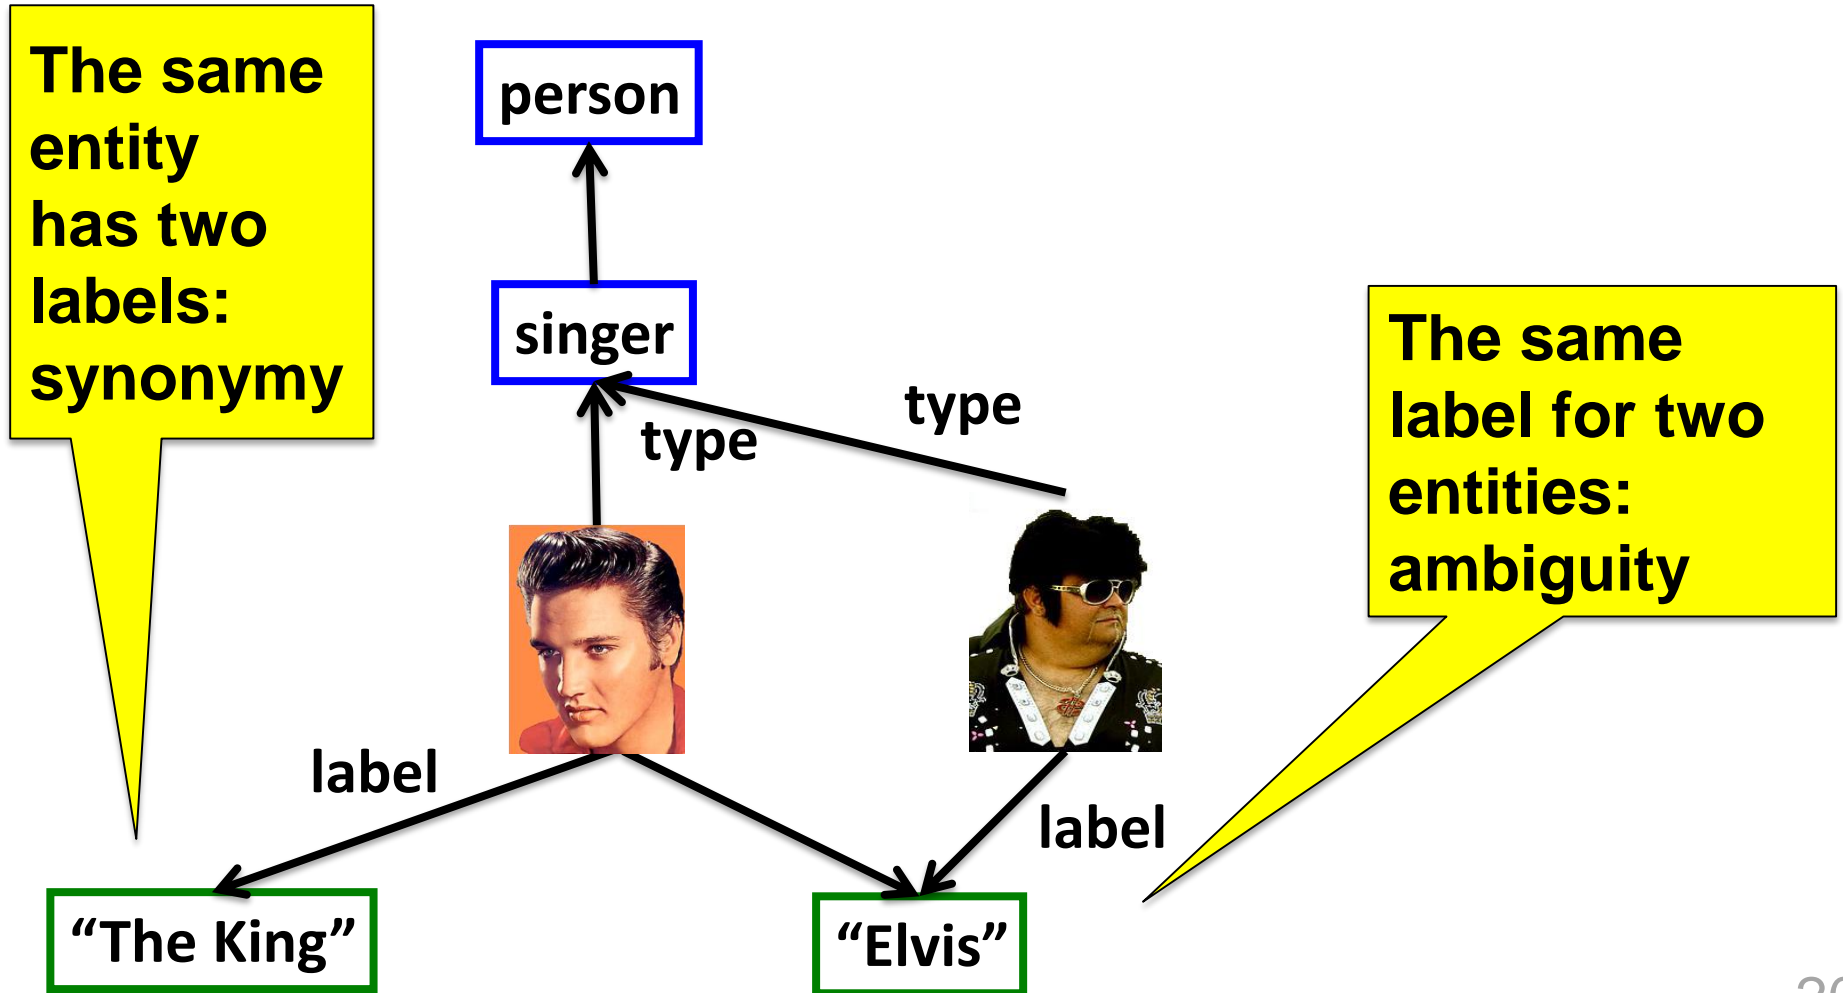 The same
entity
has two
labels:
synonymy
person
singer
type
type
The same
label for two
entities:
ambiguity
label
label
“The King”
“Elvis”